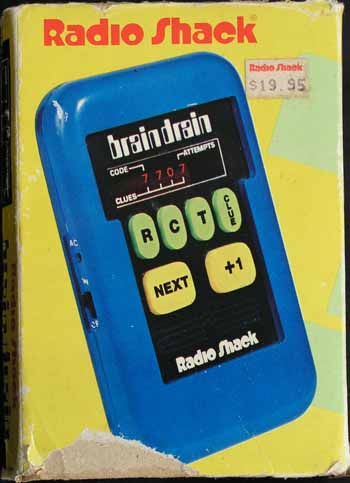 Radio Shack®
Radio Shack
$19.95
brain drain
CODE
ATTEMPTS
7707
CLUES
R C T CLUE
NEXT +1
AC
Radio Shack